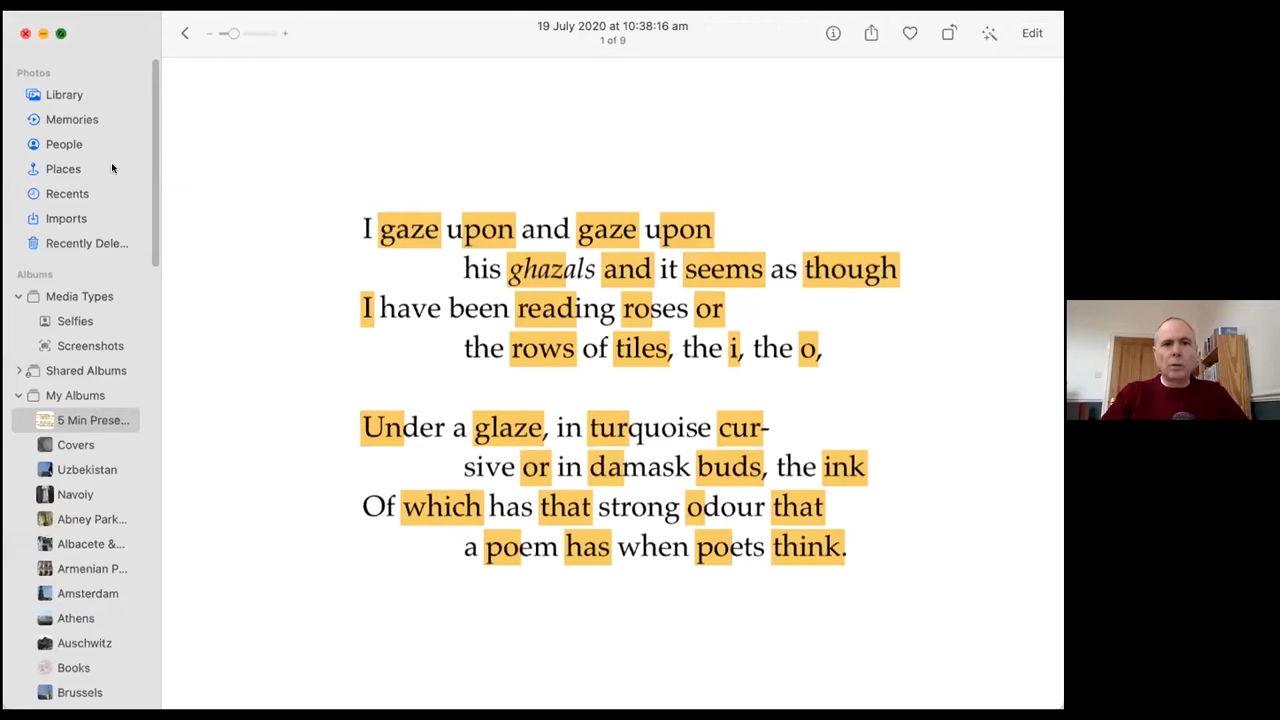 19 July 2020 at 10:38:16 am
1 of 9
Edit
Photos
Library
Memories
People
Places
Recents
Imports
Recently Dele...
Albums
Media Types
Selfies
Screenshots
Shared Albums
My Albums
5 Min Prese...
Covers
Uzbekistan
Navoiy
Abney Park...
Albacete &...
Armenian P...
Amsterdam
Athens
Auschwitz
Books
Brussels
I gaze upon and gaze upon
his ghazals and it seems as though
I have been reading roses or
the rows of tiles, the i, the o,
Under a glaze, in turquoise cur-
sive or in damask buds, the ink
Of which has that strong odour that
a poem has when poets think.